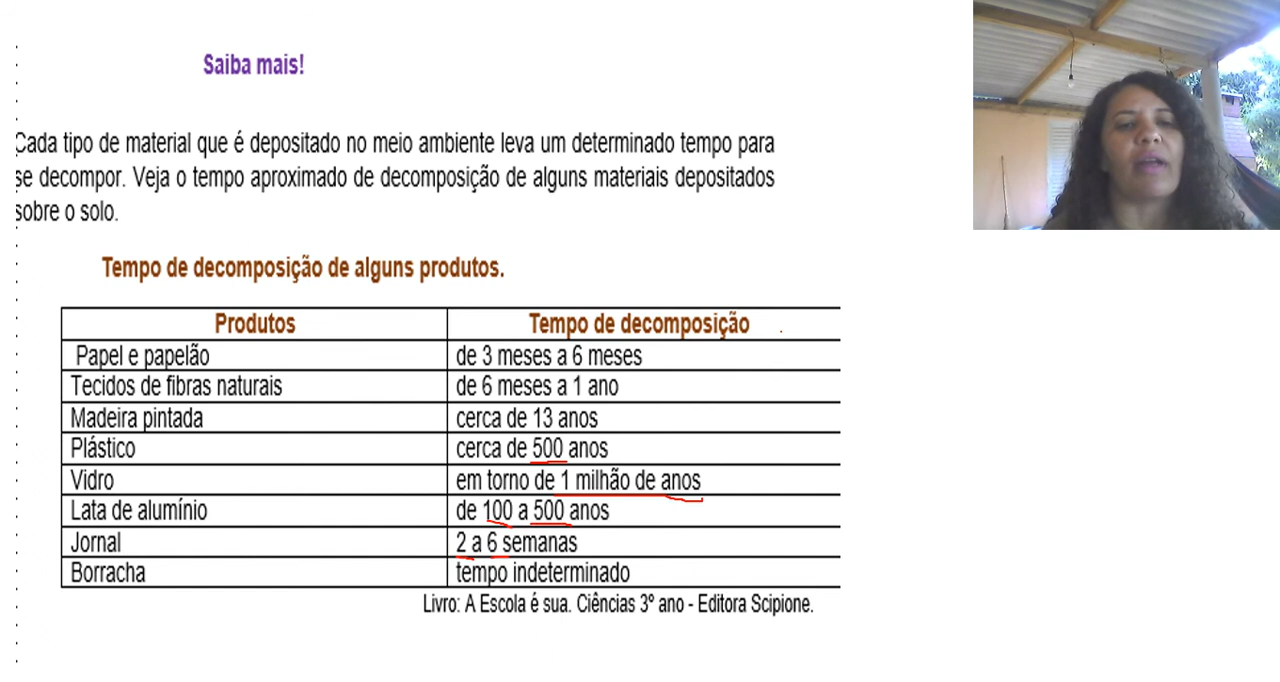 Saiba mais!
Cada tipo de material que é depositado no meio ambiente leva um determinado tempo para
se decompor. Veja o tempo aproximado de decomposição de alguns materiais depositados
sobre o solo.
Tempo de decomposição de alguns produtos.
Produtos Tempo de decomposição
Papel e papelão de 3 meses a 6 meses
Tecidos de fibras naturais de 6 meses a 1 ano
Madeira pintada cerca de 13 anos
Plástico cerca de 500 anos
Vidro em torno de 1 milhão de anos
Lata de alumínio de 100 a 500 anos
Jornal 2 a 6 semanas
Borracha tempo indeterminado
Livro: A Escola é sua. Ciências 3º ano - Editora Scipione.